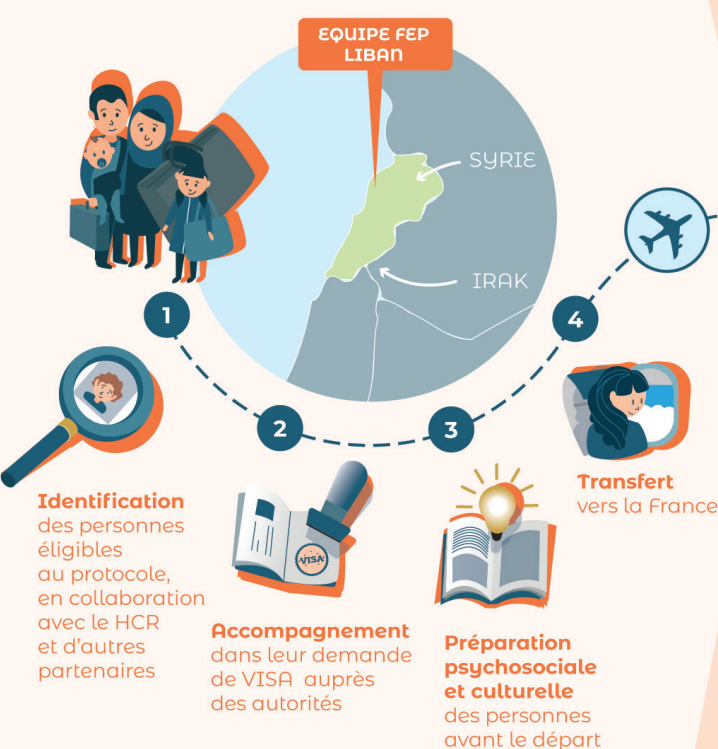 EQUIPE FEP
LIBAN
SYRIE
IRAK
1
2
3
4
Identification
des personnes
éligibles
au protocole,
en collaboration
avec le HCR
et d'autres
partenaires
VISA
Accompagnement
dans leur demande
de VISA auprès
des autorités
Préparation
psychosociale
et culturelle
des personnes
avant le départ
Transfert
vers la France